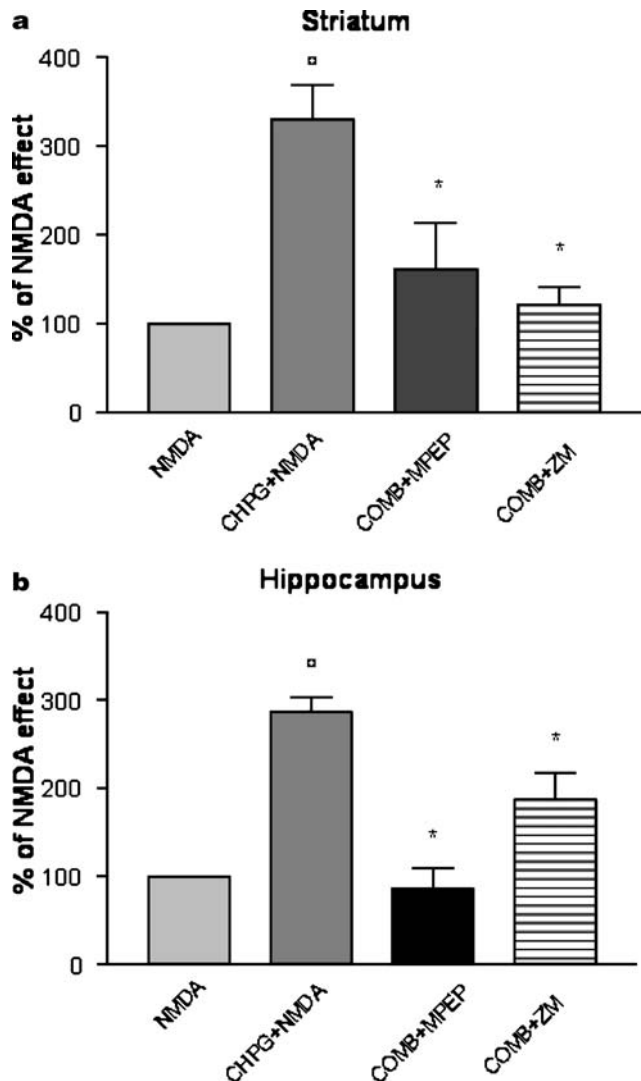 a
Striatum
% of NMDA effect
400
300
200
100
0
¤
*
*
NMDA
CHPG+NMDA
COMB+MPEP
COMB+ZM
b
Hippocampus
% of NMDA effect
400
300
200
100
0
¤
*
*
NMDA
CHPG+NMDA
COMB+MPEP
COMB+ZM